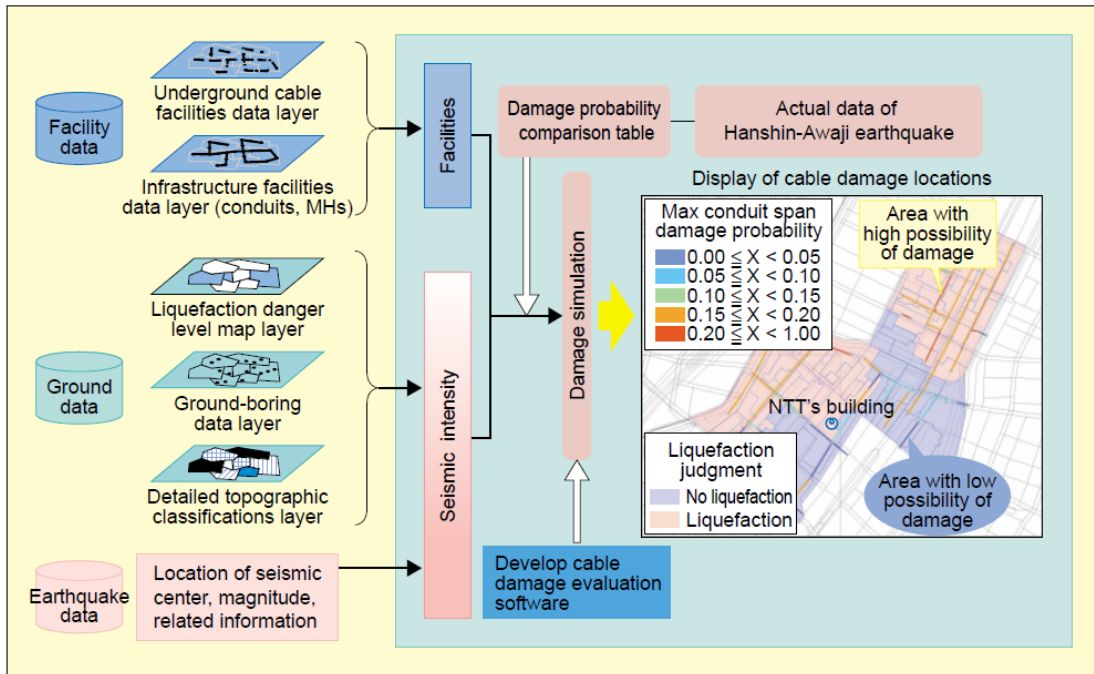 Facility
data
Underground cable
facilities data layer
Infrastructure facilities
data layer (conduits, MHs)
Ground
data
Liquefaction danger
level map layer
Ground-boring
data layer
Detailed topographic
classifications layer
Earthquake
data
Location of seismic
center, magnitude,
related information
Facilities
Seismic intensity
Damage probability
comparison table
Actual data of
Hanshin-Awaji earthquake
Damage simulation
Develop cable
damage evaluation
software
Display of cable damage locations
Max conduit span
damage probability
0.00 ≦ X < 0.05
0.05 ≦ X < 0.10
0.10 ≦ X < 0.15
0.15 ≦ X < 0.20
0.20 ≦ X < 1.00
Area with
high possibility
of damage
NTT's building
Liquefaction
judgment
No liquefaction
Liquefaction
Area with low
possibility of
damage